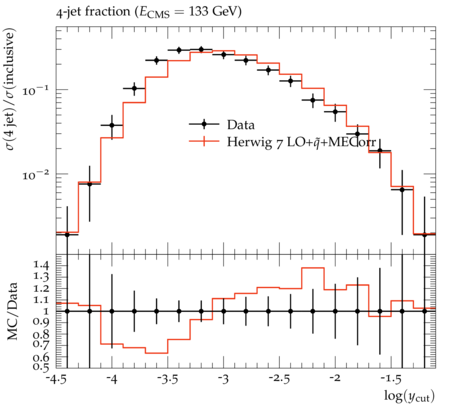 4-jet fraction (E_CMS = 133 GeV)
σ(4 jet)/σ(inclusive)
10⁻¹
10⁻²
Data
Herwig 7 LO+q̃+MECorr
MC/Data
1.4
1.3
1.2
1.1
1
0.9
0.8
0.7
0.6
0.5
-4.5 -4 -3.5 -3 -2.5 -2 -1.5
log(y_cut)